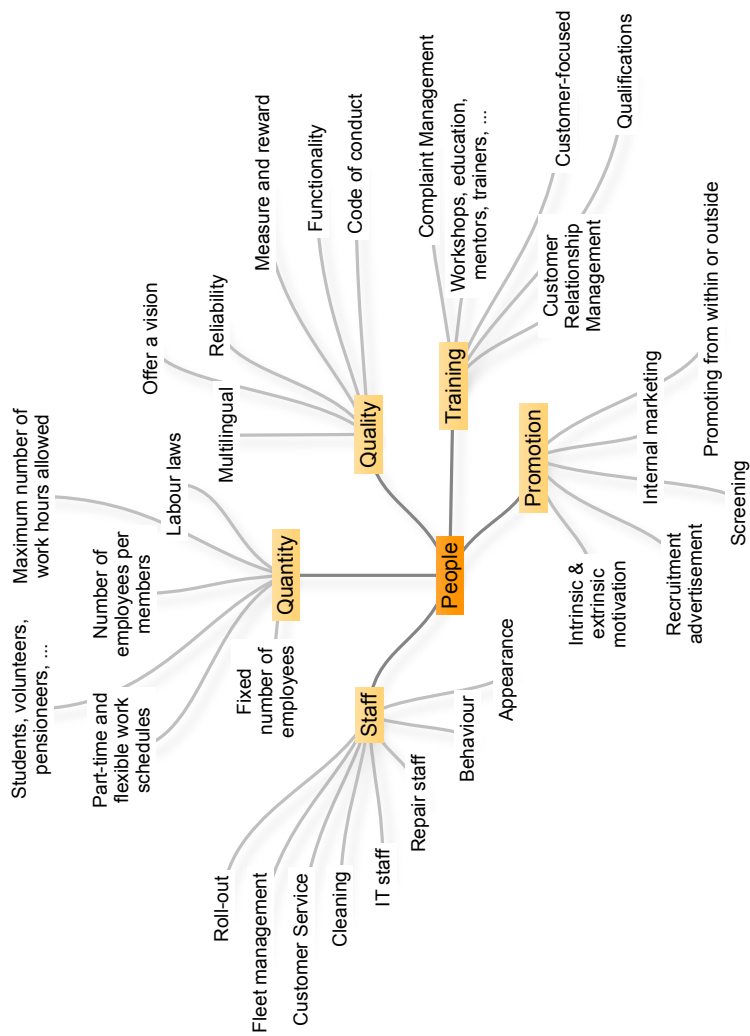 People
Staff
Roll-out
Fleet management
Customer Service
Cleaning
IT staff
Repair staff
Behaviour
Appearance
Quantity
Students, volunteers,
pensioneers, ...
Part-time and
flexible work
schedules
Fixed
number of
employees
Number of
employees per
members
Maximum number of
work hours allowed
Labour laws
Quality
Multilingual
Offer a vision
Reliability
Measure and reward
Functionality
Code of conduct
Training
Complaint Management
Workshops, education,
mentors, trainers, ...
Customer-focused
Qualifications
Customer
Relationship
Management
Promotion
Promoting from within or outside
Internal marketing
Screening
Recruitment
advertisement
Intrinsic &
extrinsic
motivation